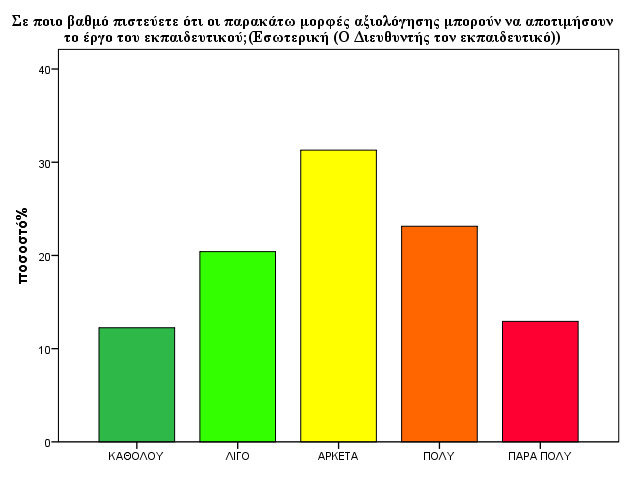 Σε ποιο βαθμό πιστεύετε ότι οι παρακάτω μορφές αξιολόγησης μπορούν να αποτιμήσουν
το έργο του εκπαιδευτικού;(Εσωτερική (Ο Διευθυντής τον εκπαιδευτικό))
40
30
20
10
0
ποσοστό%
ΚΑΘΟΛΟΥ ΛΙΓΟ ΑΡΚΕΤΑ ΠΟΛΥ ΠΑΡΑ ΠΟΛΥ